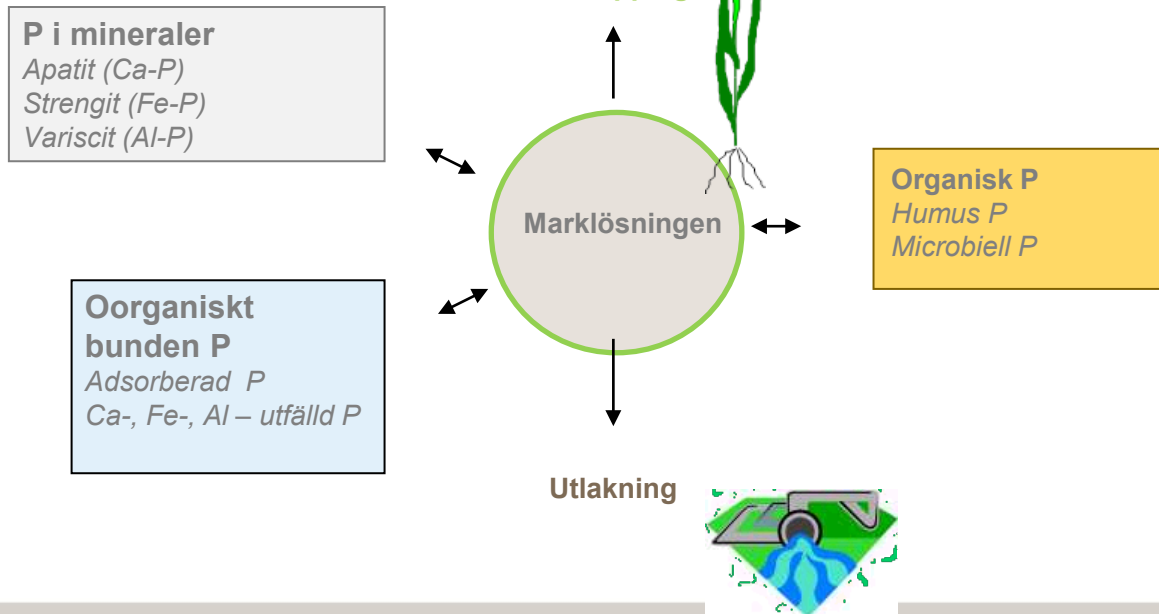 P i mineraler
Apatit (Ca-P)
Strengit (Fe-P)
Variscit (Al-P)
Marklösningen
Organisk P
Humus P
Microbiell P
Oorganiskt
bunden P
Adsorberad P
Ca-, Fe-, Al – utfälld P
Utlakning